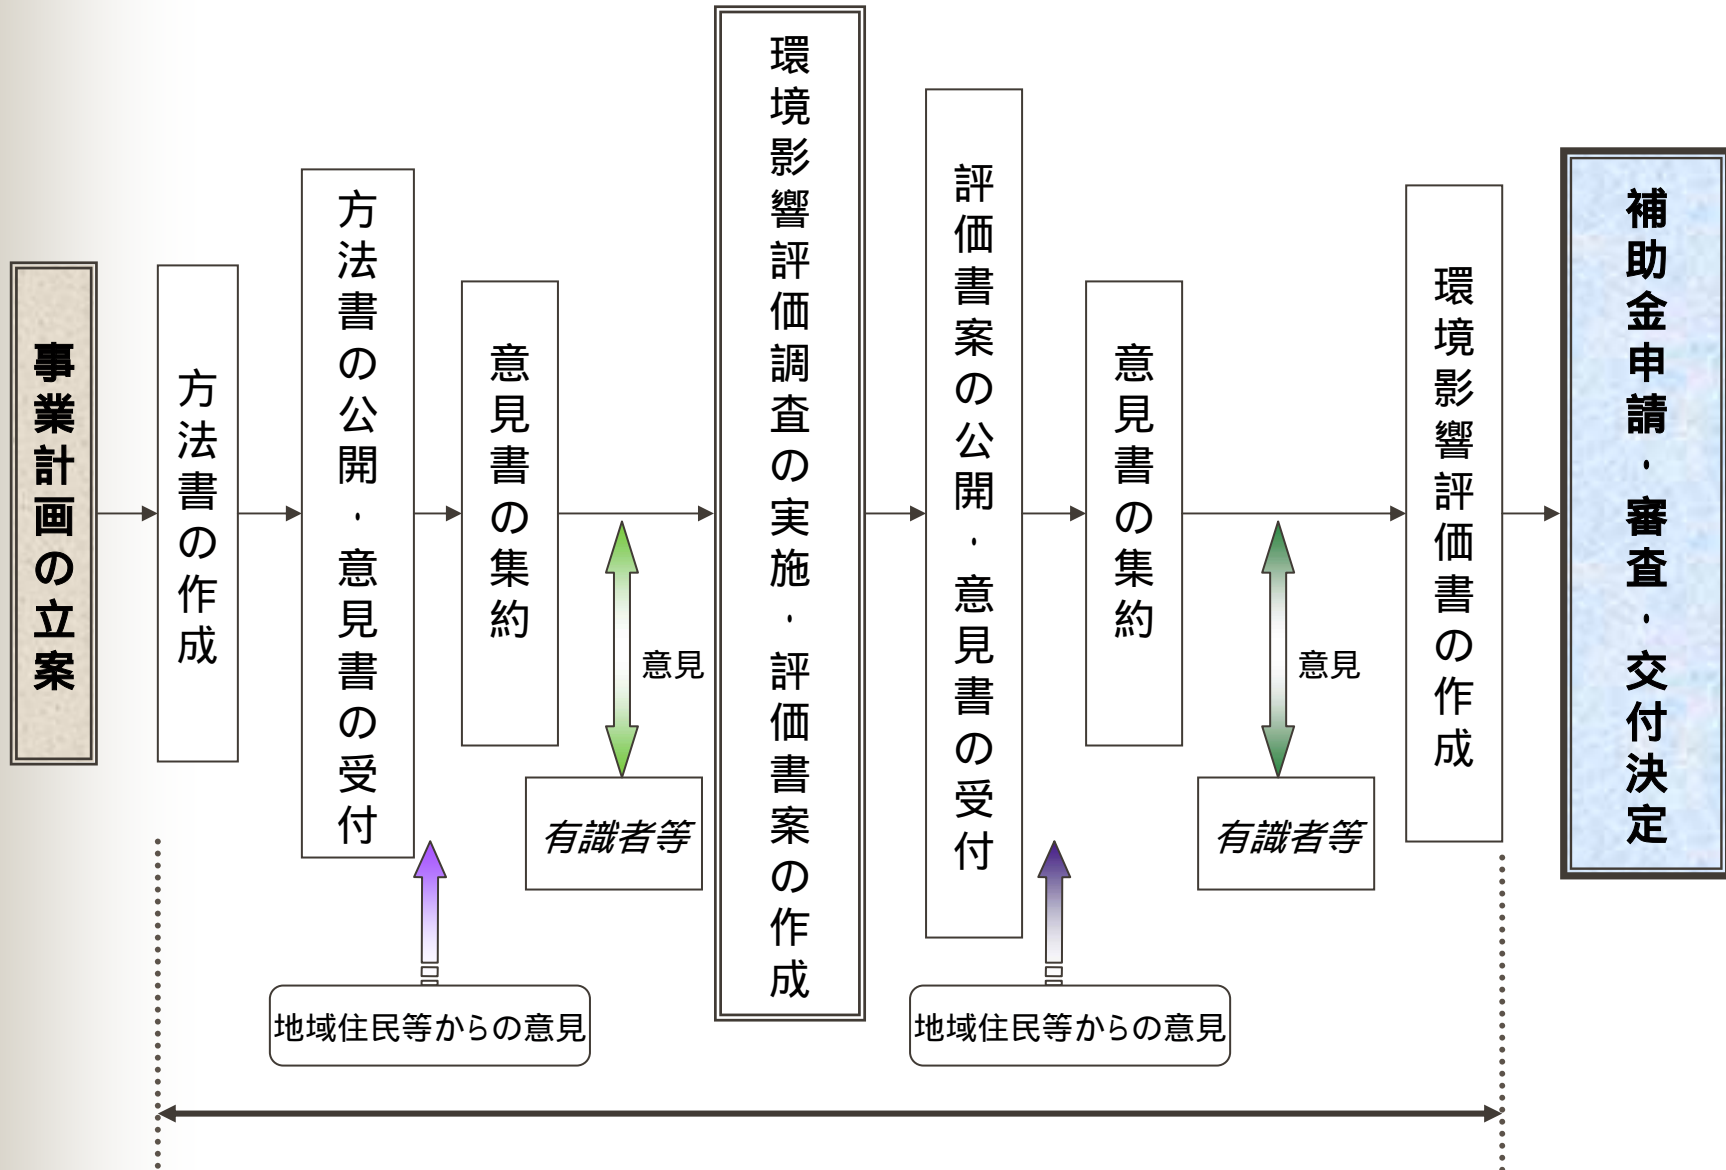 事業計画の立案
方法書の作成
方法書の公開・意見書の受付
意見書の集約
環境影響評価調査の実施・評価書案の作成
評価書案の公開・意見書の受付
意見書の集約
環境影響評価書の作成
補助金申請・審査・交付決定
意見
意見
有識者等
有識者等
地域住民等からの意見
地域住民等からの意見